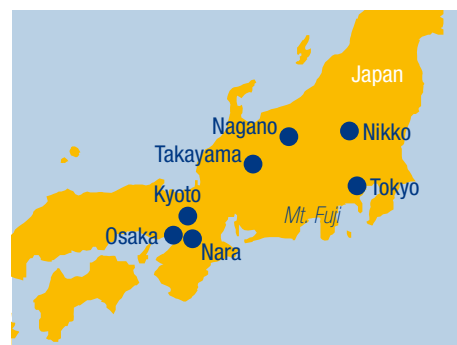 Japan
Nagano
Nikko
Takayama
Tokyo
Kyoto
Mt. Fuji
Osaka
Nara